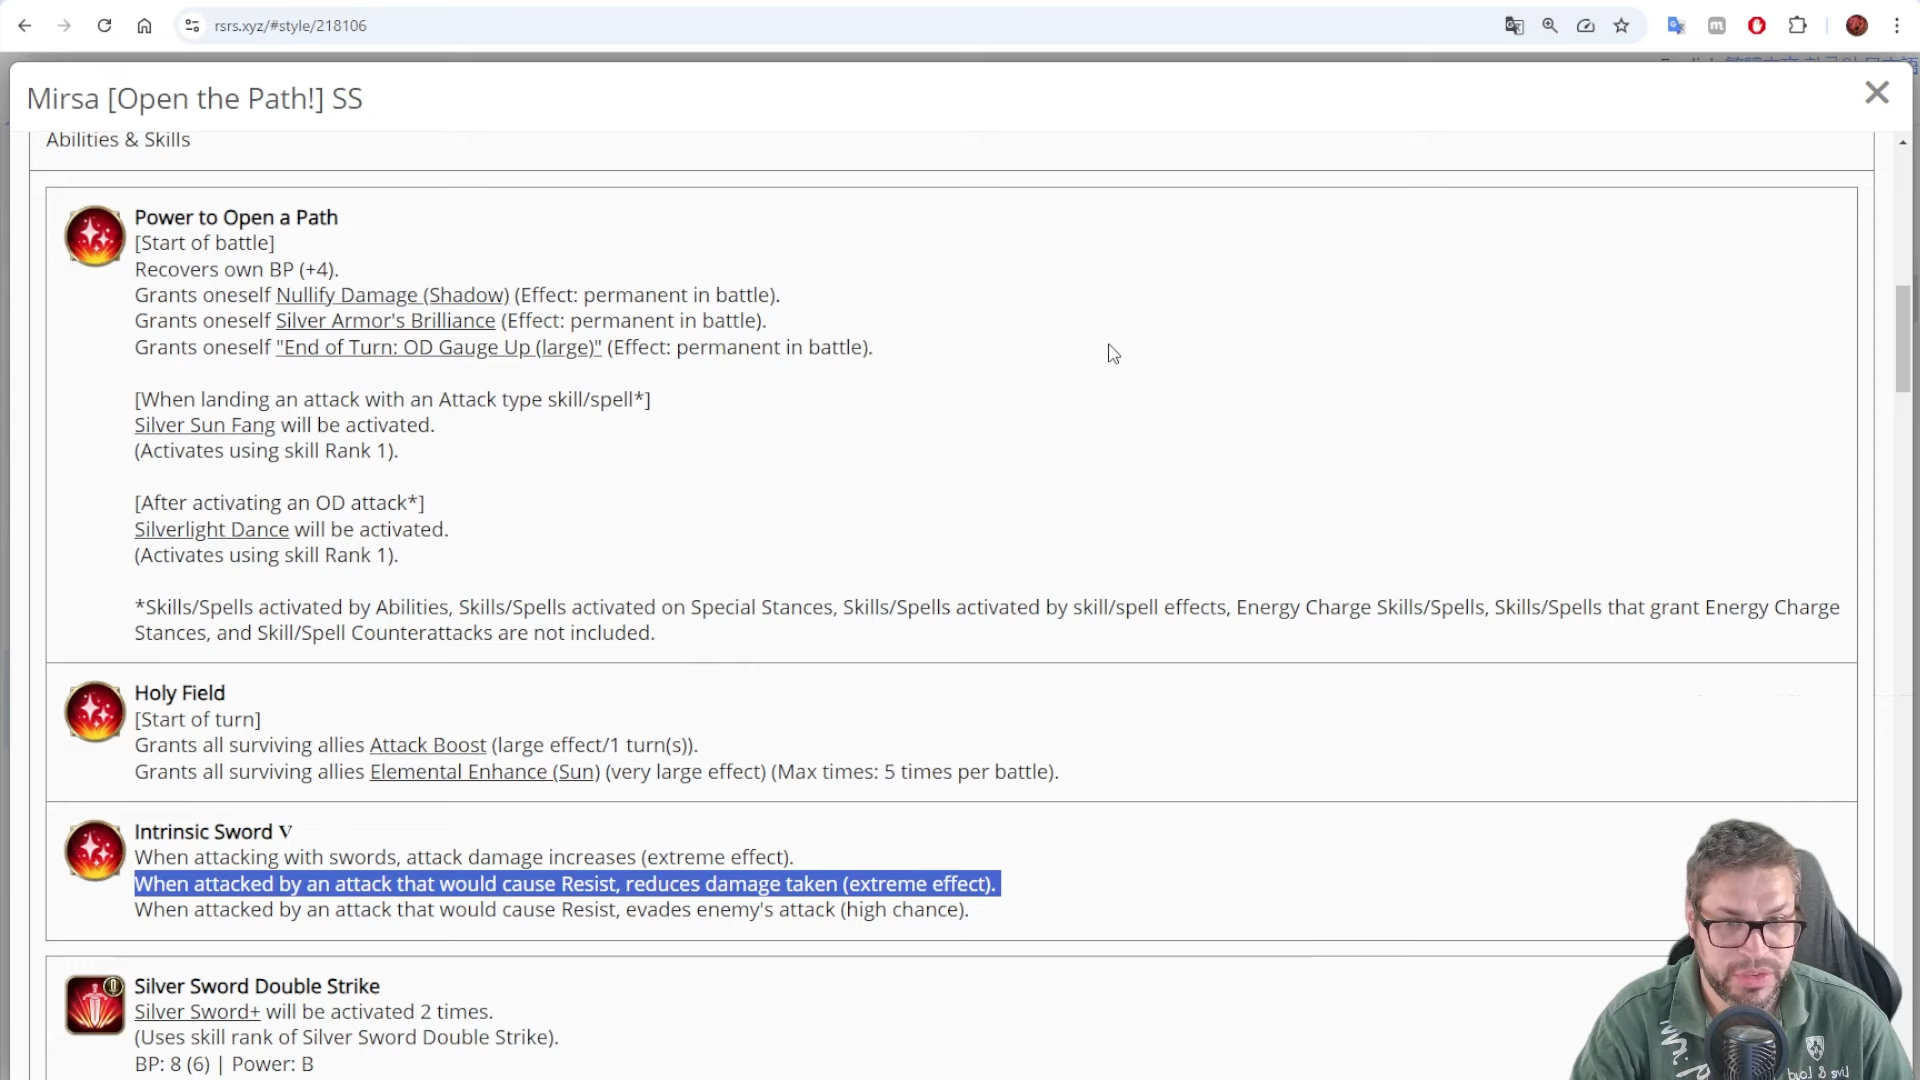 rsrs.xyz/#style/218106
Mirsa [Open the Path!] SS
Abilities & Skills
Power to Open a Path
[Start of battle]
Recovers own BP (+4).
Grants oneself Nullify Damage (Shadow) (Effect: permanent in battle).
Grants oneself Silver Armor's Brilliance (Effect: permanent in battle).
Grants oneself "End of Turn: OD Gauge Up (large)" (Effect: permanent in battle).
[When landing an attack with an Attack type skill/spell*]
Silver Sun Fang will be activated.
(Activates using skill Rank 1).
[After activating an OD attack*]
Silverlight Dance will be activated.
(Activates using skill Rank 1).
*Skills/Spells activated by Abilities, Skills/Spells activated on Special Stances, Skills/Spells activated by skill/spell effects, Energy Charge Skills/Spells, Skills/Spells that grant Energy Charge
Stances, and Skill/Spell Counterattacks are not included.
Holy Field
[Start of turn]
Grants all surviving allies Attack Boost (large effect/1 turn(s)).
Grants all surviving allies Elemental Enhance (Sun) (very large effect) (Max times: 5 times per battle).
Intrinsic Sword V
When attacking with swords, attack damage increases (extreme effect).
When attacked by an attack that would cause Resist, reduces damage taken (extreme effect).
When attacked by an attack that would cause Resist, evades enemy's attack (high chance).
Silver Sword Double Strike
Silver Sword+ will be activated 2 times.
(Uses skill rank of Silver Sword Double Strike).
BP: 8 (6) | Power: B